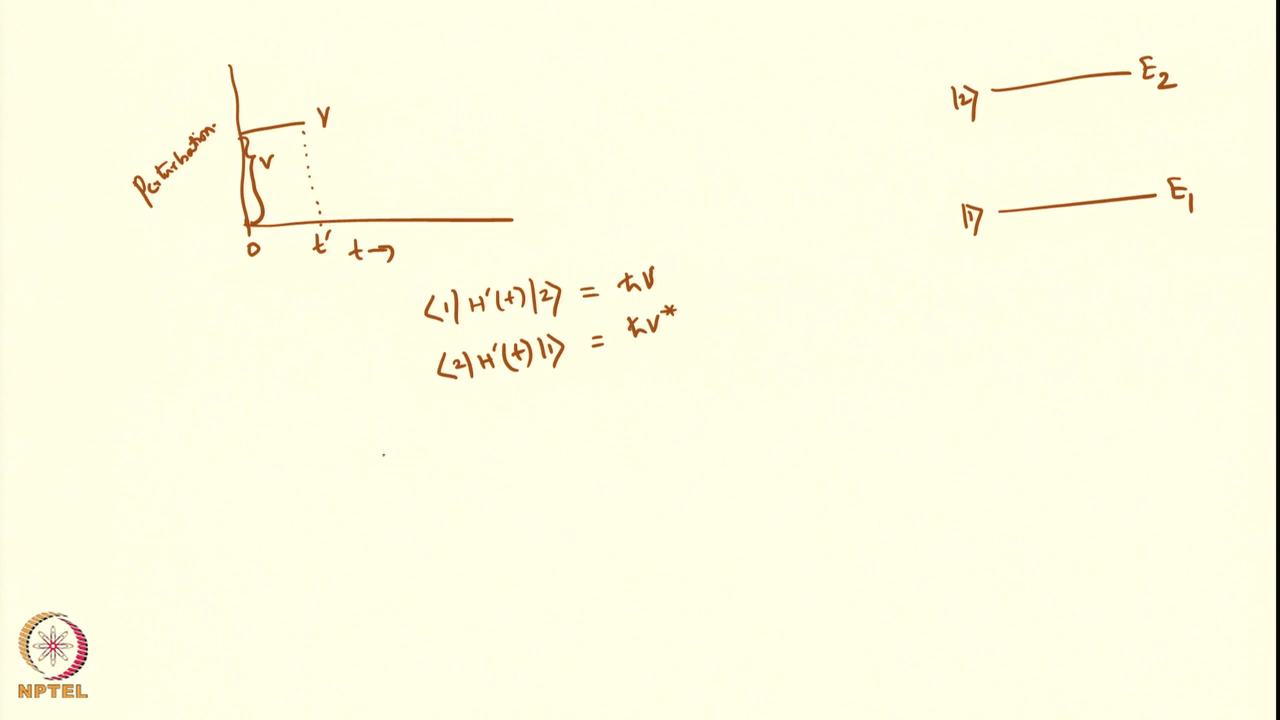 Perturbation.
V
V
0
t'
t→
|2⟩
E₂
|1⟩
E₁
⟨1|H'(t)|2⟩ = ℏV
⟨2|H'(t)|1⟩ = ℏV*
NPTEL